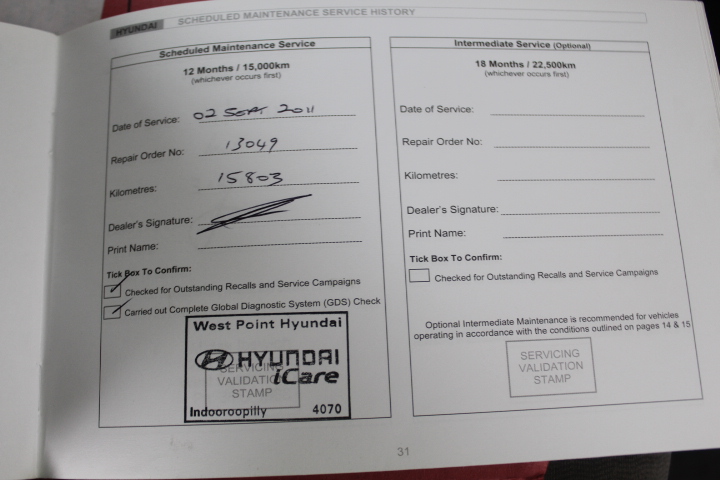 HYUNDAI SCHEDULED MAINTENANCE SERVICE HISTORY
Scheduled Maintenance Service
12 Months / 15,000km
(whichever occurs first)
Date of Service: 02 SEPT 2011
Repair Order No: 13049
Kilometres: 15803
Dealer's Signature:
Print Name:
Tick Box To Confirm:
Checked for Outstanding Recalls and Service Campaigns
Carried out Complete Global Diagnostic System (GDS) Check
West Point Hyundai
HYUNDAI
iCare
SERVICING
VALIDATION
STAMP
Indooroopilly 4070
Intermediate Service (Optional)
18 Months / 22,500km
(whichever occurs first)
Date of Service:
Repair Order No:
Kilometres:
Dealer's Signature:
Print Name:
Tick Box To Confirm:
Checked for Outstanding Recalls and Service Campaigns
Optional Intermediate Maintenance is recommended for vehicles
operating in accordance with the conditions outlined on pages 14 & 15
SERVICING
VALIDATION
STAMP
31